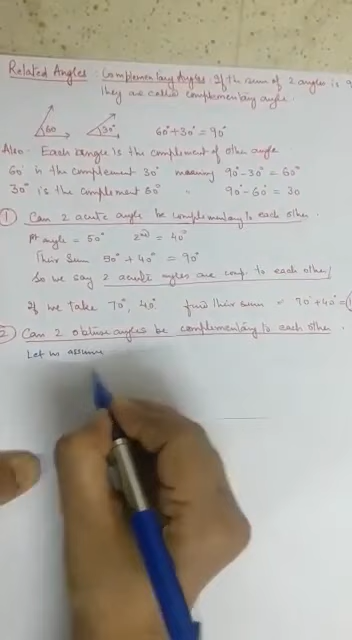 Related Angles : Complementary Angles : If the sum of 2 angles is 9
They are called complementary angle.
60° 30° 60°+30° = 90°
Also - Each angle is the complement of other angle
60° is the complement 30° meaning 90°-30° = 60°
30° is the complement 60° " 90°-60° = 30
① Can 2 acute angle be complementary to each other.
angle = 50° 2nd = 40°
Their Sum 50° + 40° = 90°
So we say 2 acute angles are comp. to each other/
If we take 70°, 40° find their sum = 70°+40°=
② Can 2 obtuse angles be complementary to each other.
Let us assume